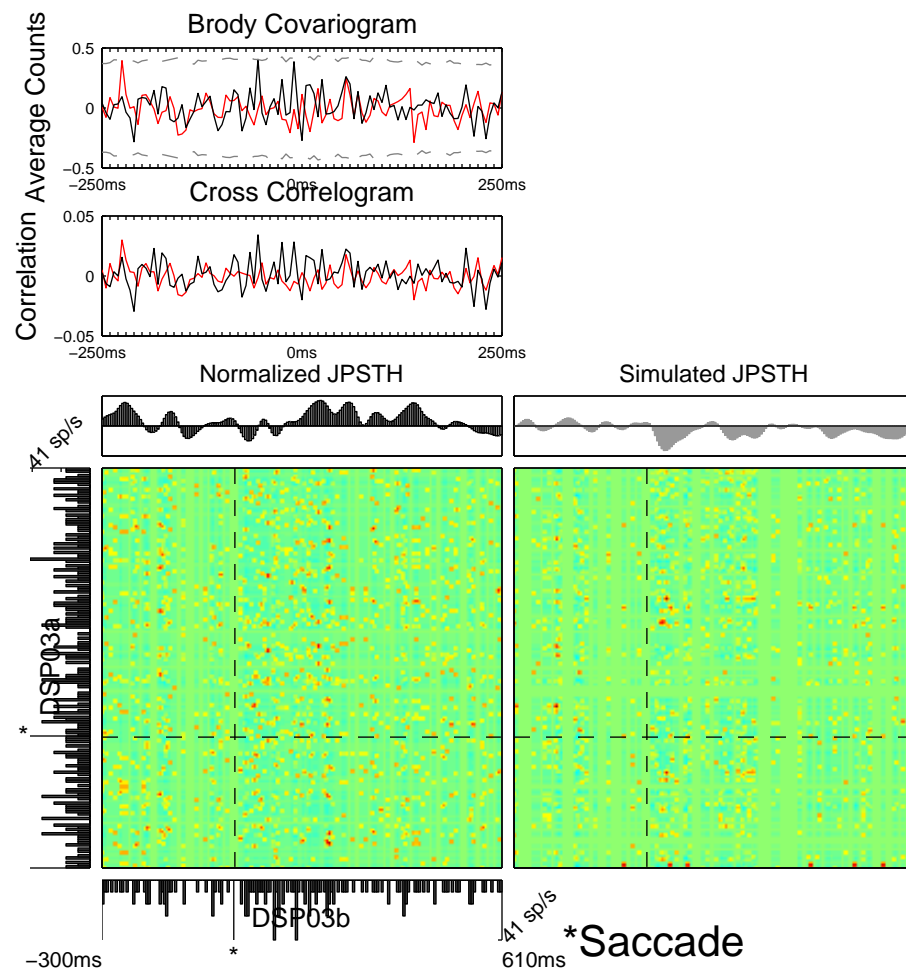 Brody Covariogram
Average Counts
0.5
0
−0.5
−250ms
0ms
250ms
Cross Correlogram
Correlation
0.05
0
−0.05
−250ms
0ms
250ms
Normalized JPSTH
Simulated JPSTH
41 sp/s
DSP03a
*
DSP03b
41 sp/s
*
−300ms
610ms
*Saccade